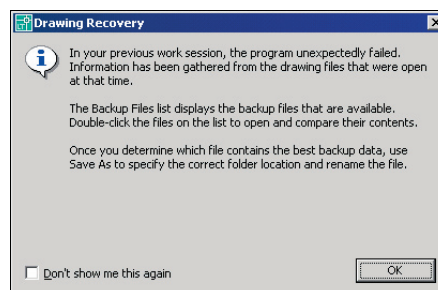 Drawing Recovery
In your previous work session, the program unexpectedly failed.
Information has been gathered from the drawing files that were open
at that time.
The Backup Files list displays the backup files that are available.
Double-click the files on the list to open and compare their contents.
Once you determine which file contains the best backup data, use
Save As to specify the correct folder location and rename the file.
Don't show me this again
OK